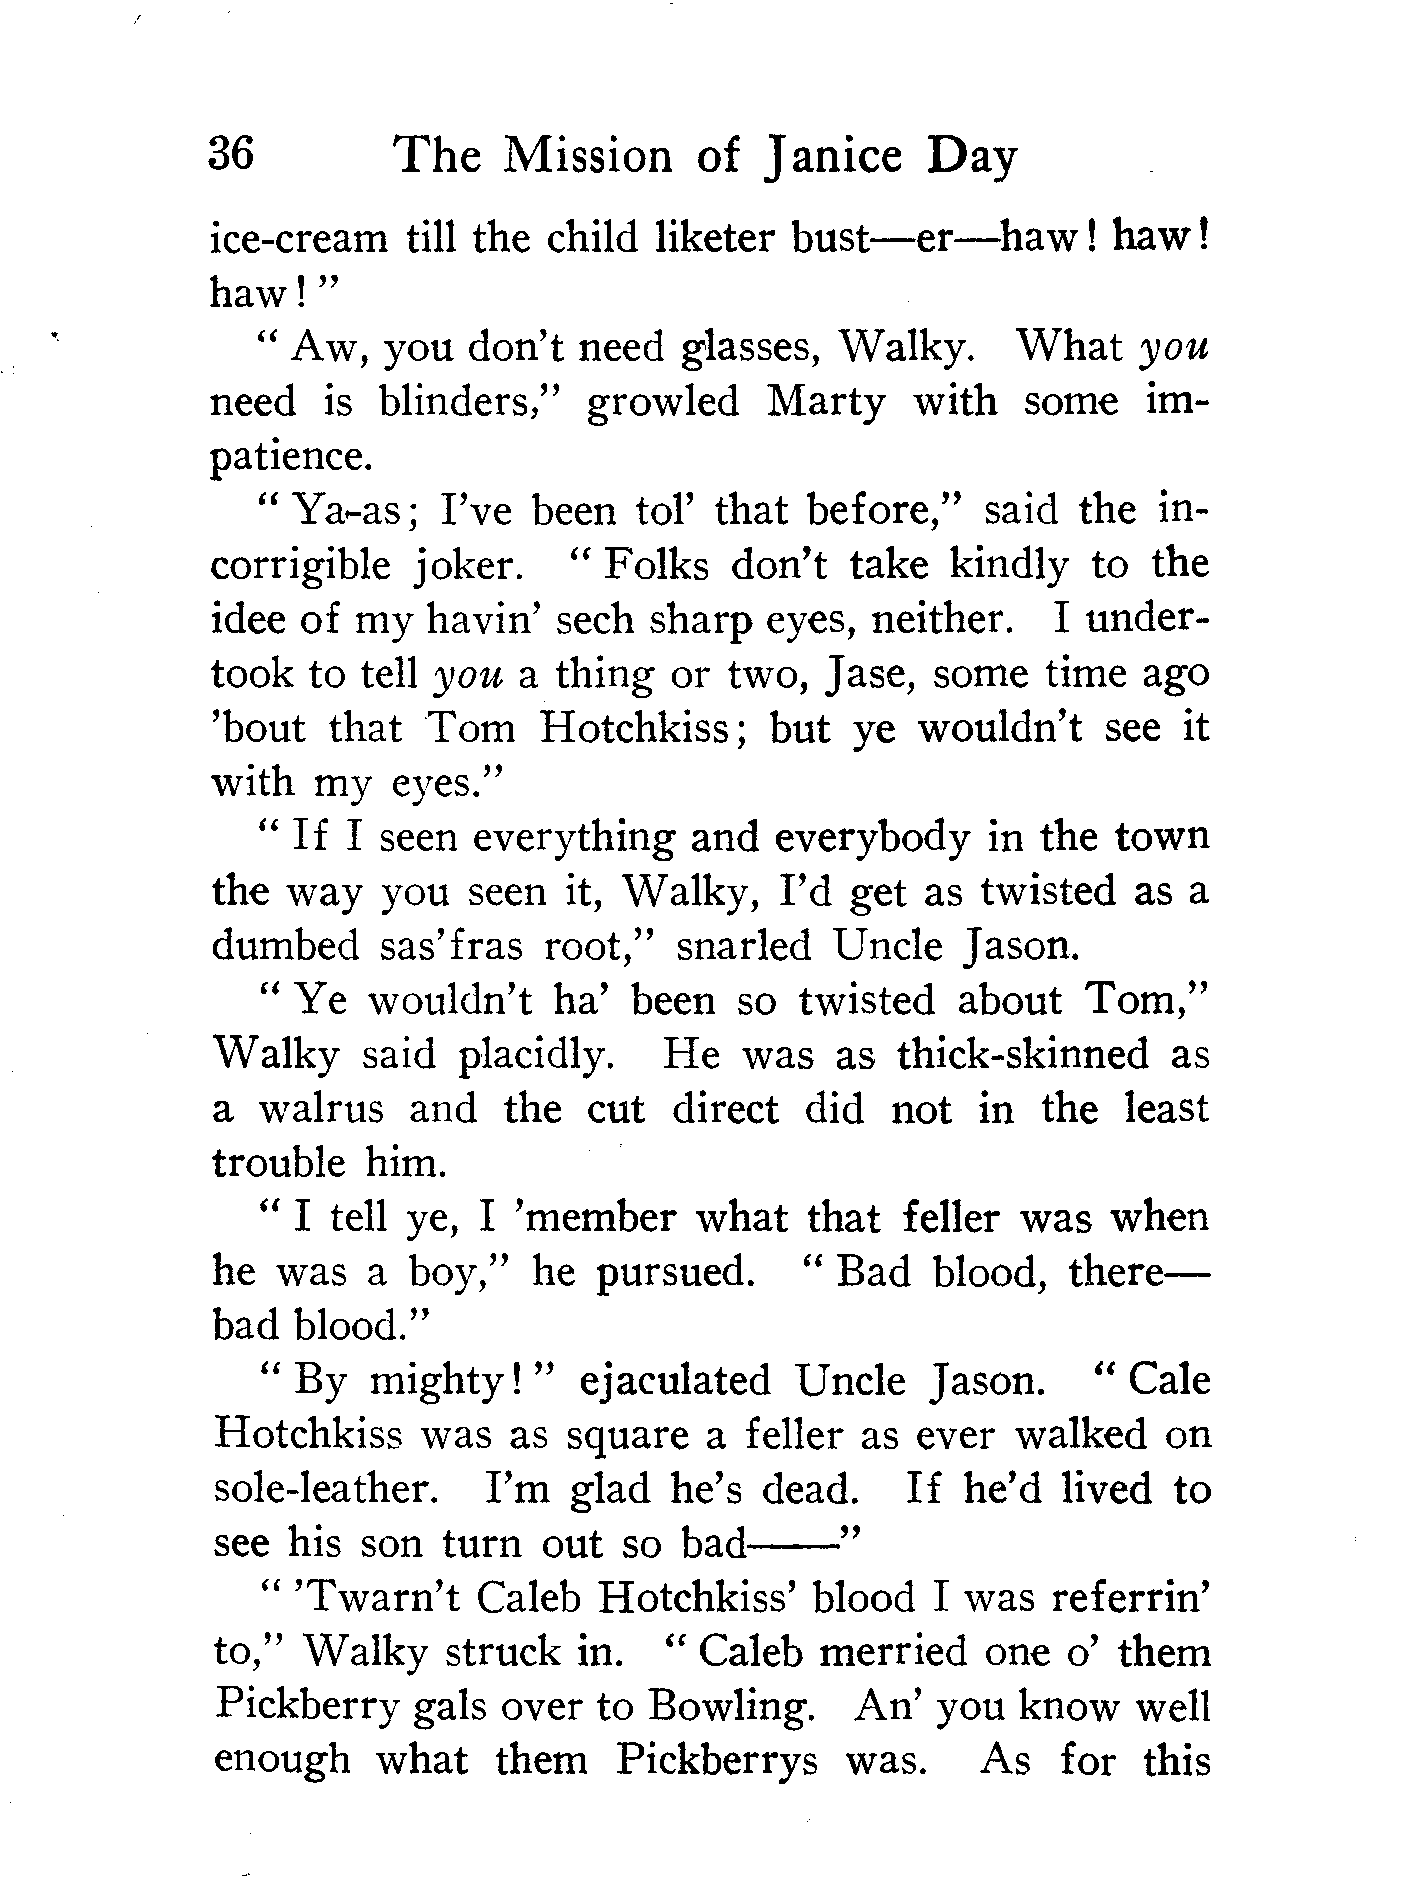 36 The Mission of Janice Day
ice-cream till the child liketer bust—er—haw! haw!
haw!"
"Aw, you don't need glasses, Walky. What you
need is blinders," growled Marty with some im-
patience.
"Ya-as; I've been tol' that before," said the in-
corrigible joker. "Folks don't take kindly to the
idee of my havin' sech sharp eyes, neither. I under-
took to tell you a thing or two, Jase, some time ago
'bout that Tom Hotchkiss; but ye wouldn't see it
with my eyes."
"If I seen everything and everybody in the town
the way you seen it, Walky, I'd get as twisted as a
dumbed sas'fras root," snarled Uncle Jason.
"Ye wouldn't ha' been so twisted about Tom,"
Walky said placidly. He was as thick-skinned as
a walrus and the cut direct did not in the least
trouble him.
"I tell ye, I 'member what that feller was when
he was a boy," he pursued. "Bad blood, there—
bad blood."
"By mighty!" ejaculated Uncle Jason. "Cale
Hotchkiss was as square a feller as ever walked on
sole-leather. I'm glad he's dead. If he'd lived to
see his son turn out so bad——"
"'Twarn't Caleb Hotchkiss' blood I was referrin'
to," Walky struck in. "Caleb merried one o' them
Pickberry gals over to Bowling. An' you know well
enough what them Pickberrys was. As for this